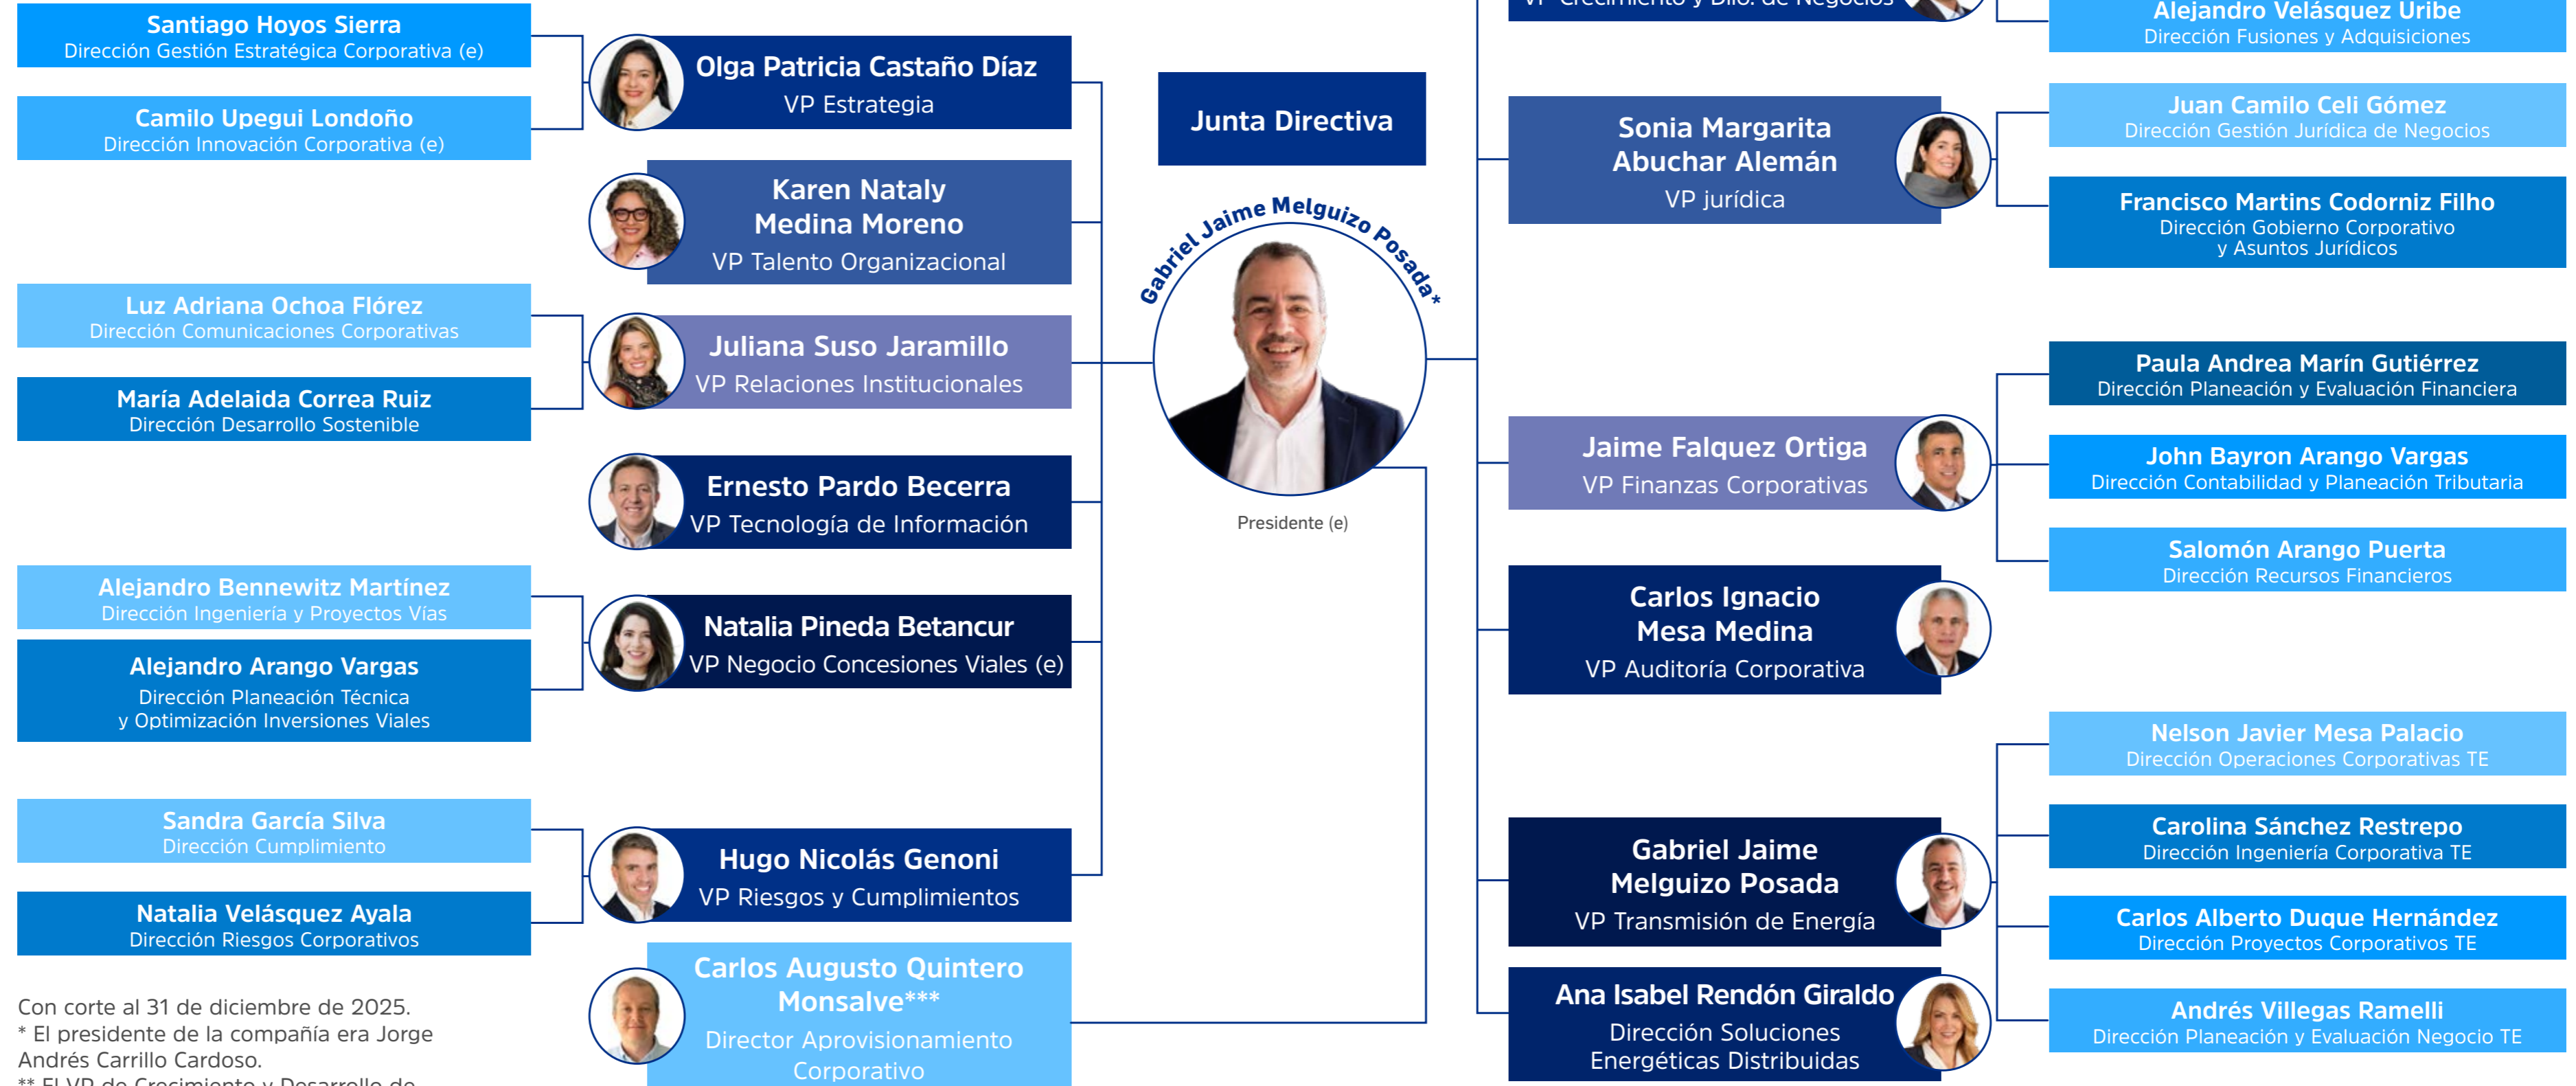 Santiago Hoyos Sierra
Dirección Gestión Estratégica Corporativa (e)
Camilo Upegui Londoño
Dirección Innovación Corporativa (e)
Olga Patricia Castaño Díaz
VP Estrategia
Karen Nataly
Medina Moreno
VP Talento Organizacional
Luz Adriana Ochoa Flórez
Dirección Comunicaciones Corporativas
María Adelaida Correa Ruiz
Dirección Desarrollo Sostenible
Juliana Suso Jaramillo
VP Relaciones Institucionales
Ernesto Pardo Becerra
VP Tecnología de Información
Alejandro Bennewitz Martínez
Dirección Ingeniería y Proyectos Vías
Alejandro Arango Vargas
Dirección Planeación Técnica
y Optimización Inversiones Viales
Natalia Pineda Betancur
VP Negocio Concesiones Viales (e)
Sandra García Silva
Dirección Cumplimiento
Natalia Velásquez Ayala
Dirección Riesgos Corporativos
Hugo Nicolás Genoni
VP Riesgos y Cumplimientos
Carlos Augusto Quintero
Monsalve***
Director Aprovisionamiento
Corporativo
Con corte al 31 de diciembre de 2025.
* El presidente de la compañía era Jorge
Andrés Carrillo Cardoso.
** El VP de Crecimiento y Desarrollo de
Junta Directiva
Gabriel Jaime Melguizo Posada*
Presidente (e)
VP Crecimiento y Dllo. de Negocios
Alejandro Velásquez Uribe
Dirección Fusiones y Adquisiciones
Sonia Margarita
Abuchar Alemán
VP jurídica
Juan Camilo Celi Gómez
Dirección Gestión Jurídica de Negocios
Francisco Martins Codorniz Filho
Dirección Gobierno Corporativo
y Asuntos Jurídicos
Jaime Falquez Ortiga
VP Finanzas Corporativas
Paula Andrea Marín Gutiérrez
Dirección Planeación y Evaluación Financiera
John Bayron Arango Vargas
Dirección Contabilidad y Planeación Tributaria
Salomón Arango Puerta
Dirección Recursos Financieros
Carlos Ignacio
Mesa Medina
VP Auditoría Corporativa
Gabriel Jaime
Melguizo Posada
VP Transmisión de Energía
Nelson Javier Mesa Palacio
Dirección Operaciones Corporativas TE
Carolina Sánchez Restrepo
Dirección Ingeniería Corporativa TE
Carlos Alberto Duque Hernández
Dirección Proyectos Corporativos TE
Andrés Villegas Ramelli
Dirección Planeación y Evaluación Negocio TE
Ana Isabel Rendón Giraldo
Dirección Soluciones
Energéticas Distribuidas